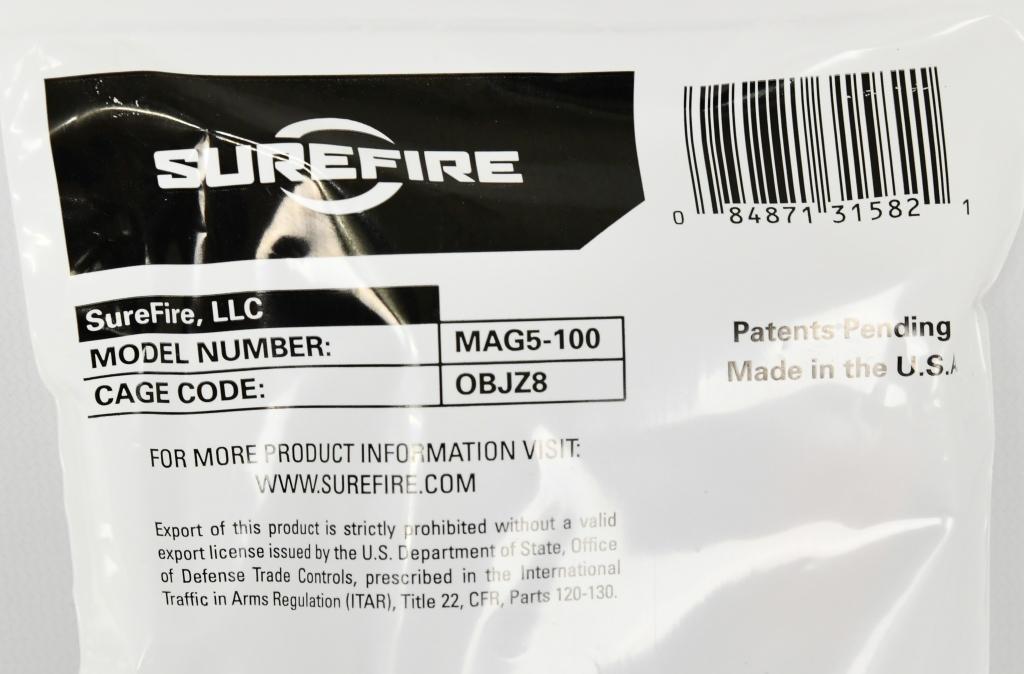 SUREFIRE
0 84871 31582 1
SureFire, LLC
MODEL NUMBER: MAG5-100
CAGE CODE: OBJZ8
Patents Pending
Made in the U.S.A
FOR MORE PRODUCT INFORMATION VISIT:
WWW.SUREFIRE.COM
Export of this product is strictly prohibited without a valid
export license issued by the U.S. Department of State, Office
of Defense Trade Controls, prescribed in the International
Traffic in Arms Regulation (ITAR), Title 22, CFR, Parts 120-130.